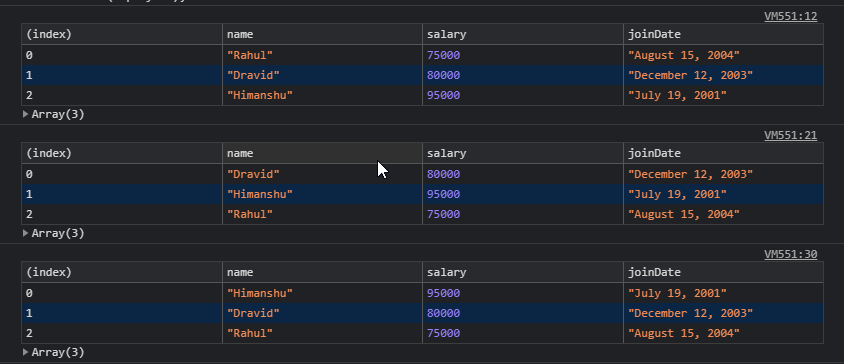 VM551:12
(index) name salary joinDate
0 "Rahul" 75000 "August 15, 2004"
1 "Dravid" 80000 "December 12, 2003"
2 "Himanshu" 95000 "July 19, 2001"
Array(3)
VM551:21
(index) name salary joinDate
0 "Dravid" 80000 "December 12, 2003"
1 "Himanshu" 95000 "July 19, 2001"
2 "Rahul" 75000 "August 15, 2004"
Array(3)
VM551:30
(index) name salary joinDate
0 "Himanshu" 95000 "July 19, 2001"
1 "Dravid" 80000 "December 12, 2003"
2 "Rahul" 75000 "August 15, 2004"
Array(3)